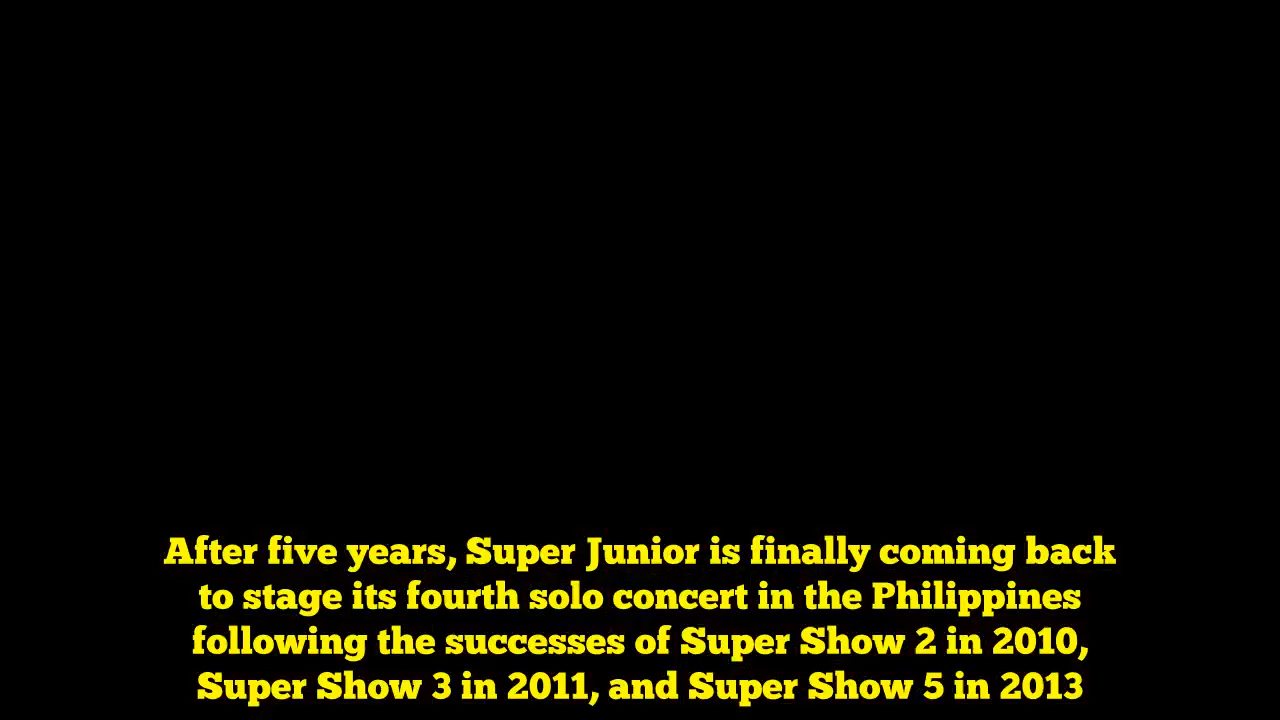 After five years, Super Junior is finally coming back
to stage its fourth solo concert in the Philippines
following the successes of Super Show 2 in 2010,
Super Show 3 in 2011, and Super Show 5 in 2013